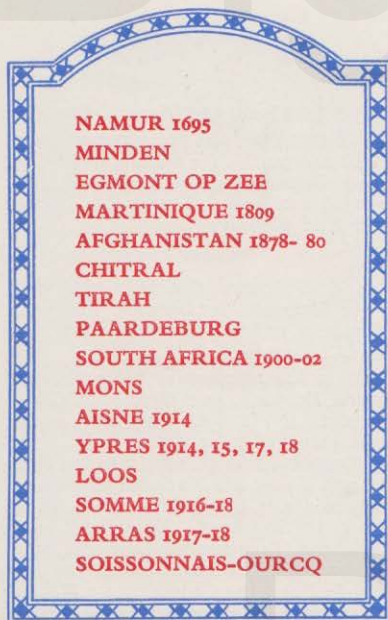 NAMUR 1695
MINDEN
EGMONT OP ZEE
MARTINIQUE 1809
AFGHANISTAN 1878- 80
CHITRAL
TIRAH
PAARDEBURG
SOUTH AFRICA 1900-02
MONS
AISNE 1914
YPRES 1914, 15, 17, 18
LOOS
SOMME 1916-18
ARRAS 1917-18
SOISSONNAIS-OURCQ